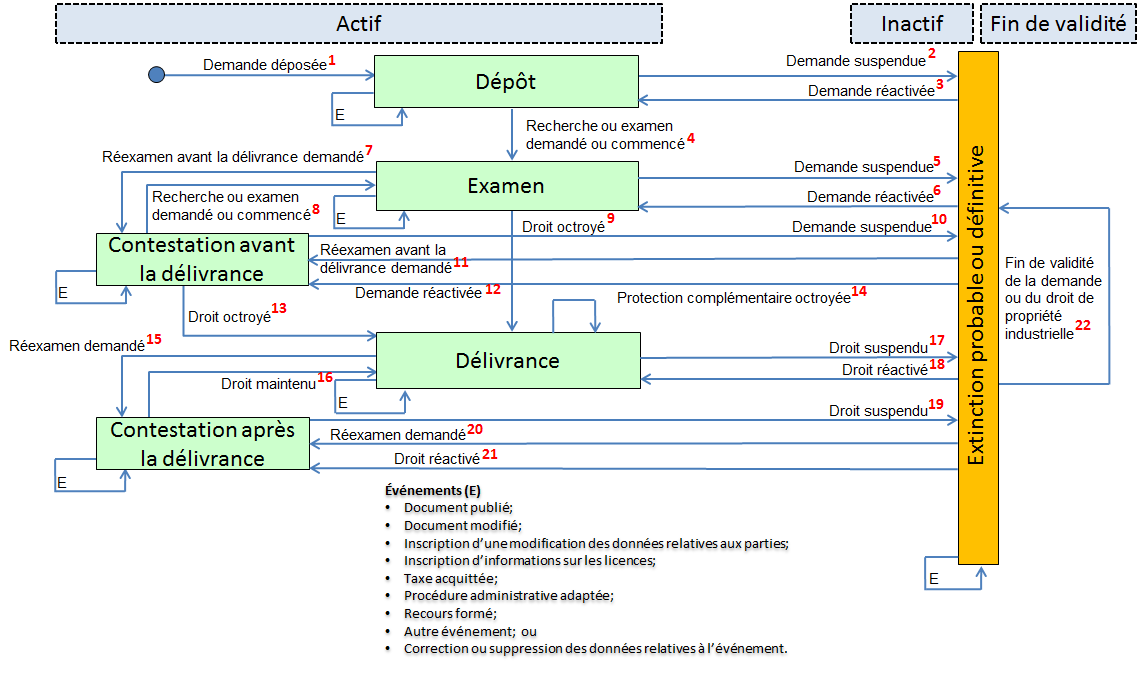 Actif
Inactif
Fin de validité
Demande déposée1
Dépôt
Demande suspendue2
Demande réactivée3
E
Recherche ou examen
demandé ou commencé4
Réexamen avant la délivrance demandé7
Examen
Demande suspendue5
Recherche ou examen
demandé ou commencé8
Demande réactivée6
E
Droit octroyé9
Demande suspendue10
Contestation avant
la délivrance
Réexamen avant la
délivrance demandé11
E
Demande réactivée12
Protection complémentaire octroyée14
Droit octroyé13
Réexamen demandé15
Délivrance
Droit suspendu17
Droit réactivé18
Droit maintenu16
E
Droit suspendu19
Contestation après
la délivrance
Réexamen demandé20
Droit réactivé21
E
Extinction probable ou définitive
E
Fin de validité
de la demande
ou du droit de
propriété
industrielle22
Événements (E)
• Document publié;
• Document modifié;
• Inscription d’une modification des données relatives aux parties;
• Inscription d’informations sur les licences;
• Taxe acquittée;
• Procédure administrative adaptée;
• Recours formé;
• Autre événement; ou
• Correction ou suppression des données relatives à l’événement.